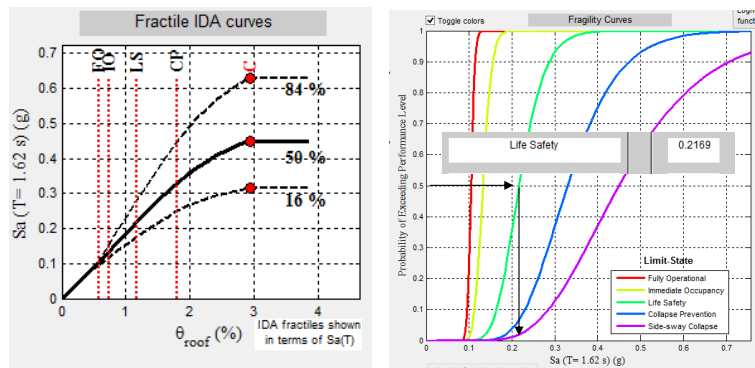 Fractile IDA curves
0.7
0.6
0.5
0.4
0.3
0.2
0.1
0
Sa (T= 1.62 s) (g)
FO
IO
LS
CP
C
84 %
50 %
16 %
0
1
2
3
4
θroof (%)
IDA fractiles shown
in terms of Sa(T)
Toggle colors
Fragility Curves
functi
1
0.9
0.8
0.7
0.6
0.5
0.4
0.3
0.2
0.1
0
Probability of Exceeding Performance Level
Life Safety
0.2169
Limit-State
Fully Operational
Immediate Occupancy
Life Safety
Collapse Prevention
Side-sway Collapse
0
0.1
0.2
0.3
0.4
0.5
0.6
0.7
Sa (T= 1.62 s) (g)